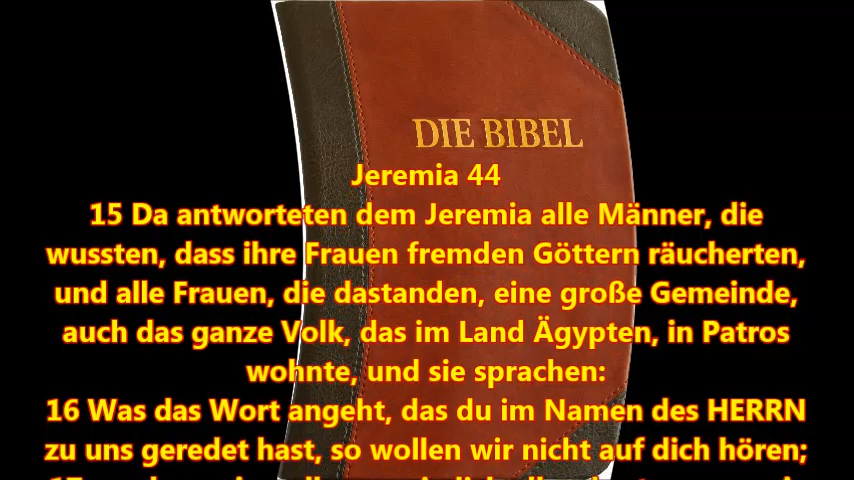 DIE BIBEL
Jeremia 44
15 Da antworteten dem Jeremia alle Männer, die
wussten, dass ihre Frauen fremden Göttern räucherten,
und alle Frauen, die dastanden, eine große Gemeinde,
auch das ganze Volk, das im Land Ägypten, in Patros
wohnte, und sie sprachen:
16 Was das Wort angeht, das du im Namen des HERRN
zu uns geredet hast, so wollen wir nicht auf dich hören;